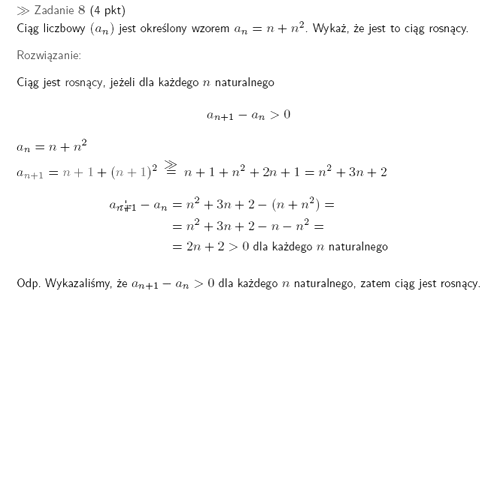 ≫ Zadanie 8 (4 pkt)
Ciąg liczbowy (aₙ) jest określony wzorem aₙ = n + n². Wykaż, że jest to ciąg rosnący.
Rozwiązanie:
Ciąg jest rosnący, jeżeli dla każdego n naturalnego
aₙ₊₁ − aₙ > 0
aₙ = n + n²
aₙ₊₁ = n + 1 + (n + 1)² ≫ = n + 1 + n² + 2n + 1 = n² + 3n + 2
aₙ₊₁ − aₙ = n² + 3n + 2 − (n + n²) =
= n² + 3n + 2 − n − n² =
= 2n + 2 > 0 dla każdego n naturalnego
Odp. Wykazaliśmy, że aₙ₊₁ − aₙ > 0 dla każdego n naturalnego, zatem ciąg jest rosnący.